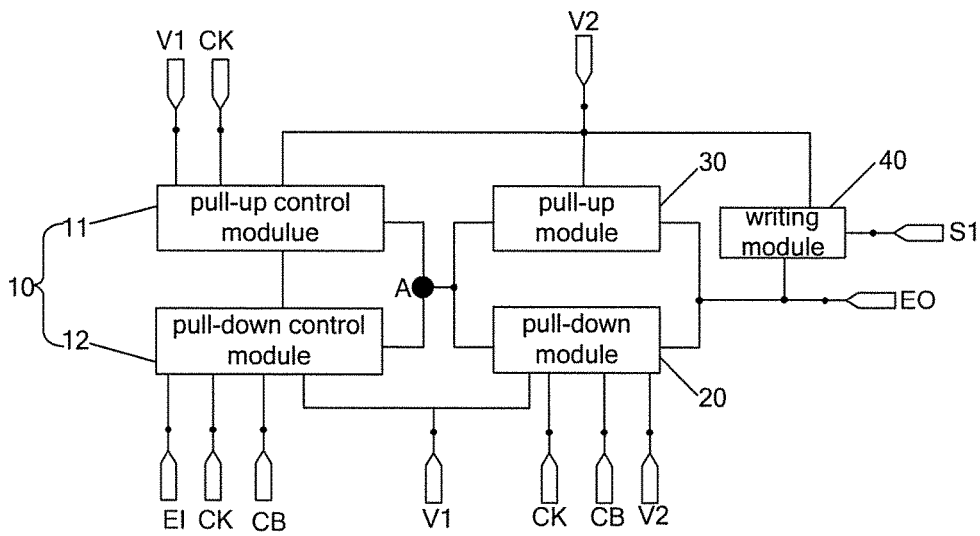 V1 CK
V2
30
40
pull-up control
modulue
pull-up
module
writing
module
11
S1
10
A
EO
12
pull-down control
module
pull-down
module
20
EI CK CB
V1
CK CB V2